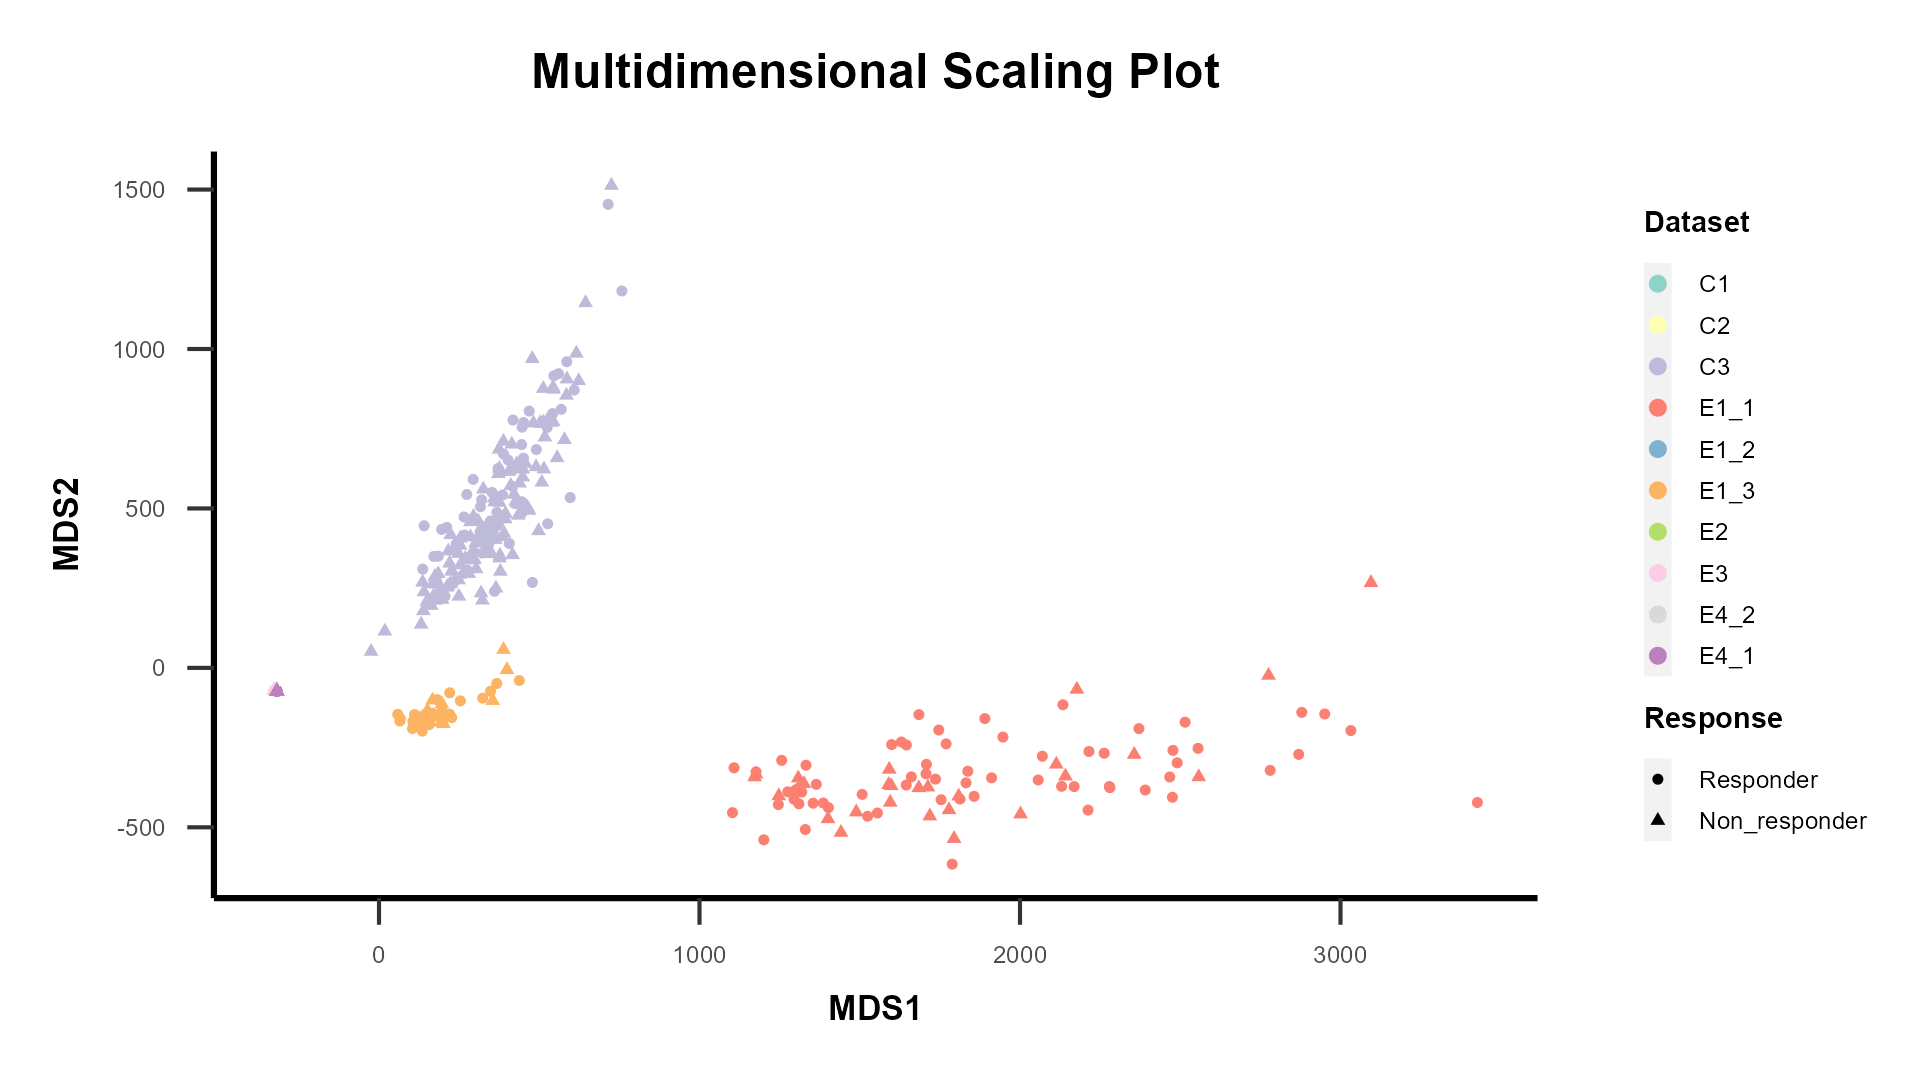 Multidimensional Scaling Plot
1500
1000
500
0
-500
MDS2
0
1000
2000
3000
MDS1
Dataset
C1
C2
C3
E1_1
E1_2
E1_3
E2
E3
E4_2
E4_1
Response
Responder
Non_responder